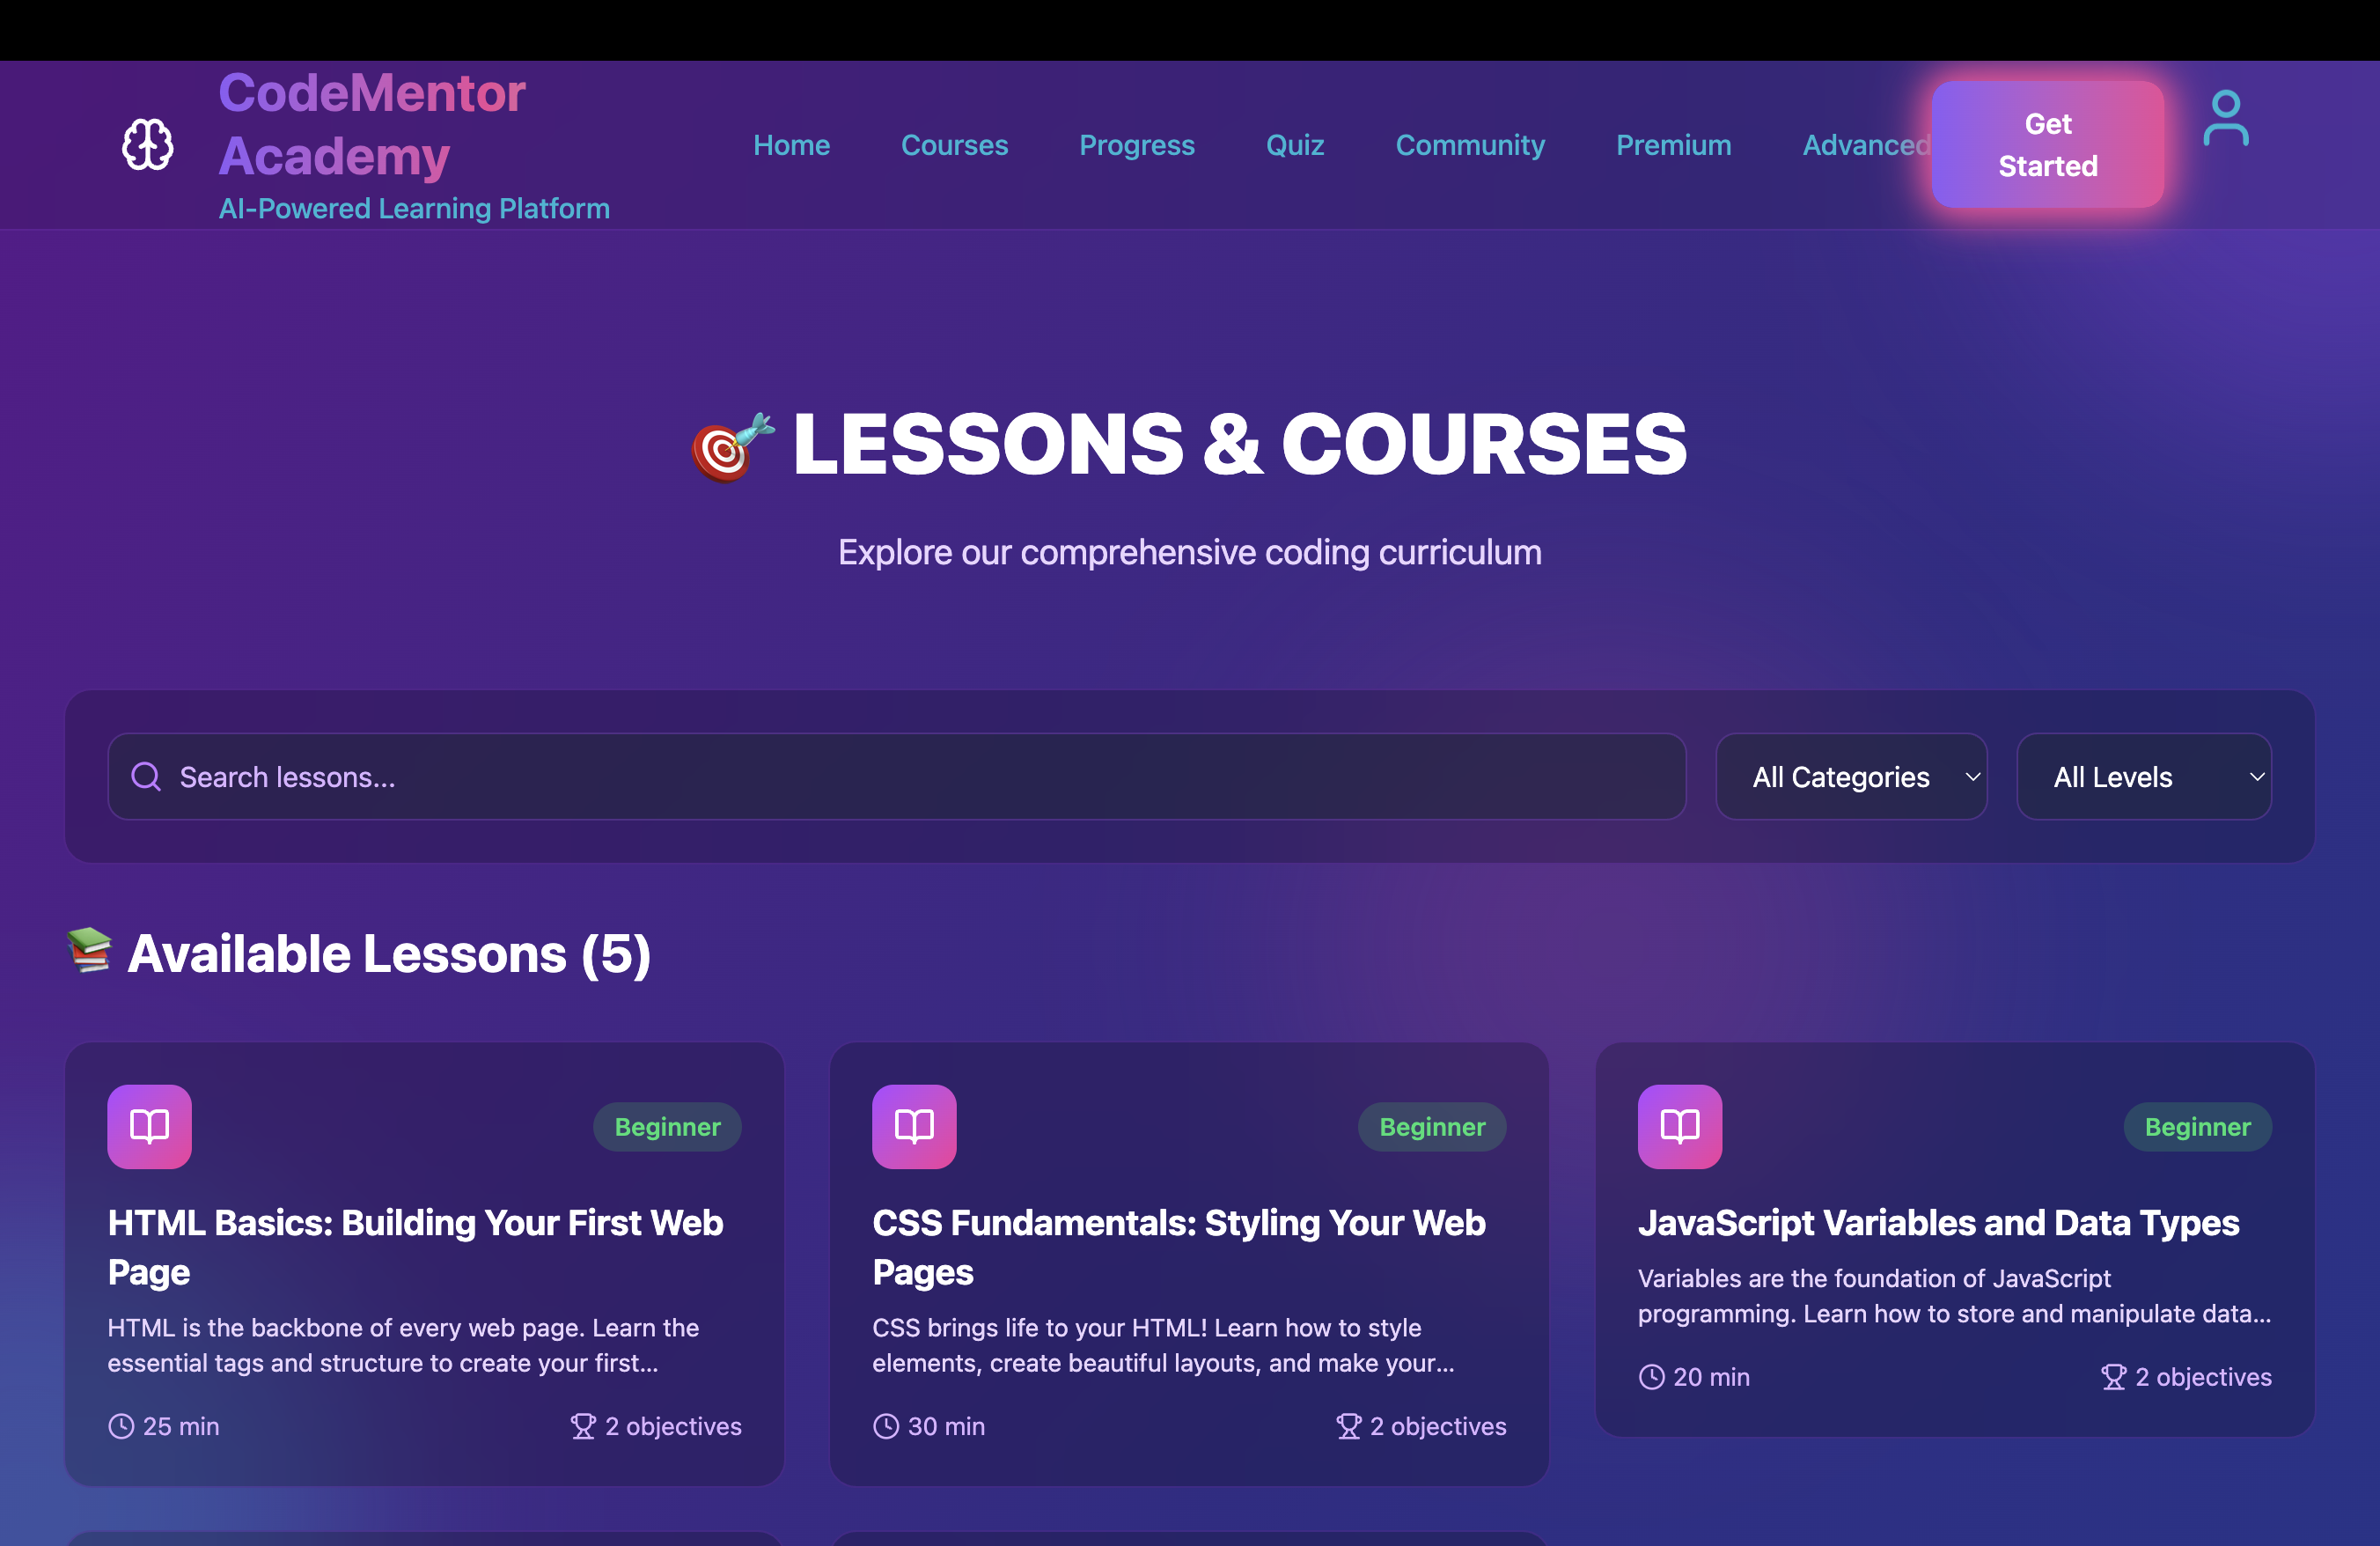 CodeMentor
Academy
AI-Powered Learning Platform
Home
Courses
Progress
Quiz
Community
Premium
Advanced
Get
Started
LESSONS & COURSES
Explore our comprehensive coding curriculum
Search lessons...
All Categories
All Levels
Available Lessons (5)
Beginner
HTML Basics: Building Your First Web
Page
HTML is the backbone of every web page. Learn the
essential tags and structure to create your first...
25 min
2 objectives
Beginner
CSS Fundamentals: Styling Your Web
Pages
CSS brings life to your HTML! Learn how to style
elements, create beautiful layouts, and make your...
30 min
2 objectives
Beginner
JavaScript Variables and Data Types
Variables are the foundation of JavaScript
programming. Learn how to store and manipulate data...
20 min
2 objectives